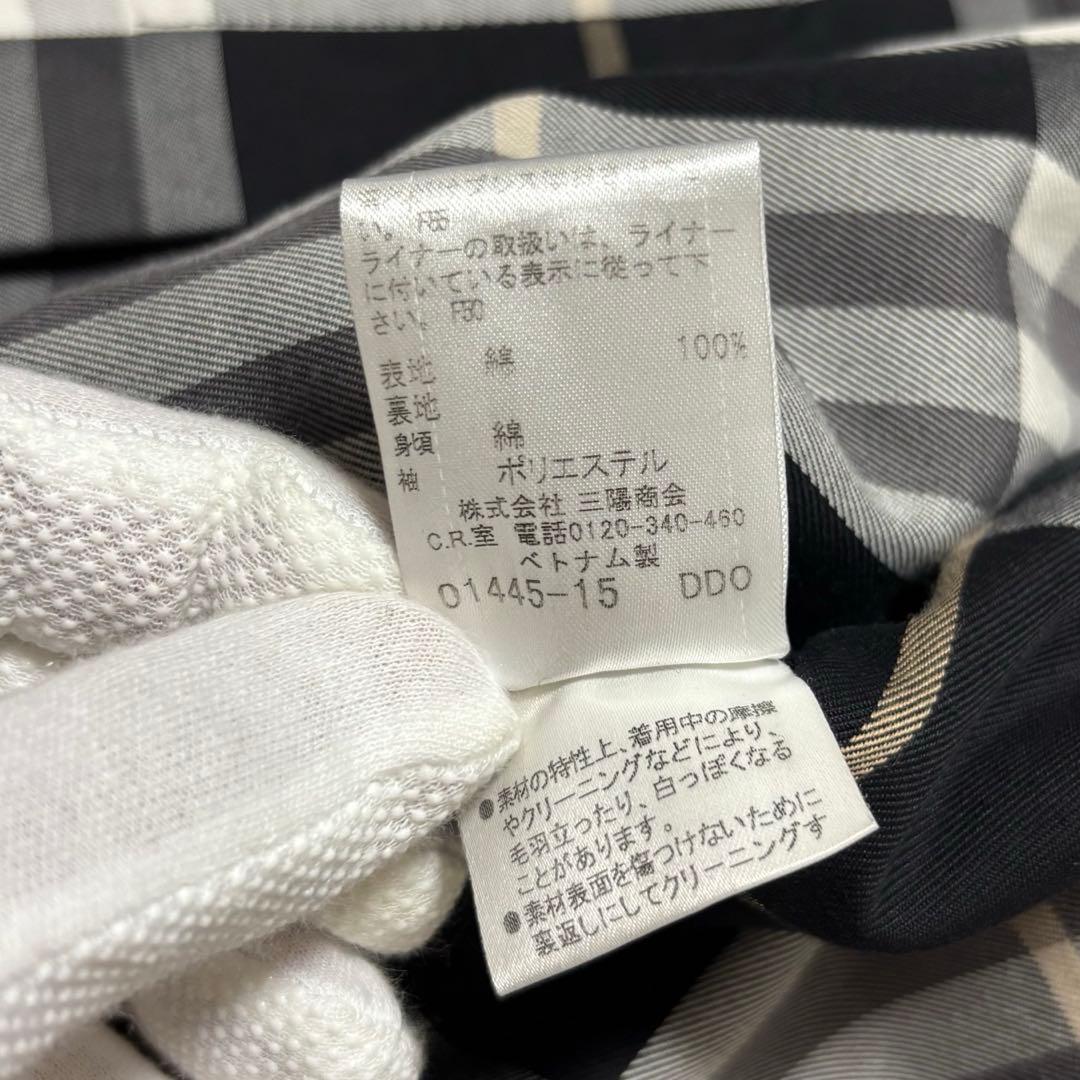 い。 F65
ライナーの取扱いは、ライナー
に付いている表示に従って下
さい。 F30
表地 綿 100%
裏地
身頃 綿
袖 ポリエステル
株式会社 三陽商会
C.R.室 電話0120-340-460
ベトナム製
01445-15 DDO
●素材の特性上、着用中の摩擦
やクリーニングなどにより、
毛羽立ったり、白っぽくなる
ことがあります。
●素材表面を傷つけないために
裏返しにしてクリーニングす